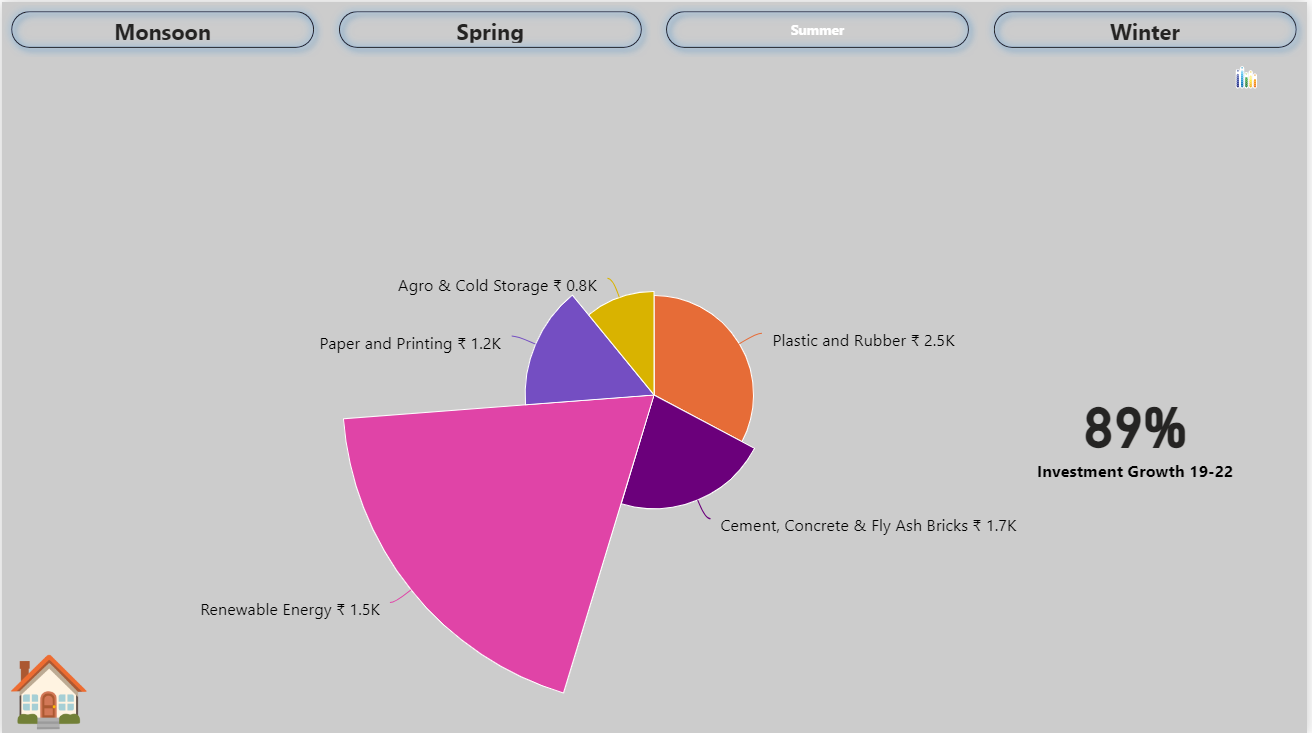 Monsoon
Spring
Summer
Winter
Agro & Cold Storage ₹ 0.8K
Paper and Printing ₹ 1.2K
Plastic and Rubber ₹ 2.5K
89%
Investment Growth 19-22
Cement, Concrete & Fly Ash Bricks ₹ 1.7K
Renewable Energy ₹ 1.5K